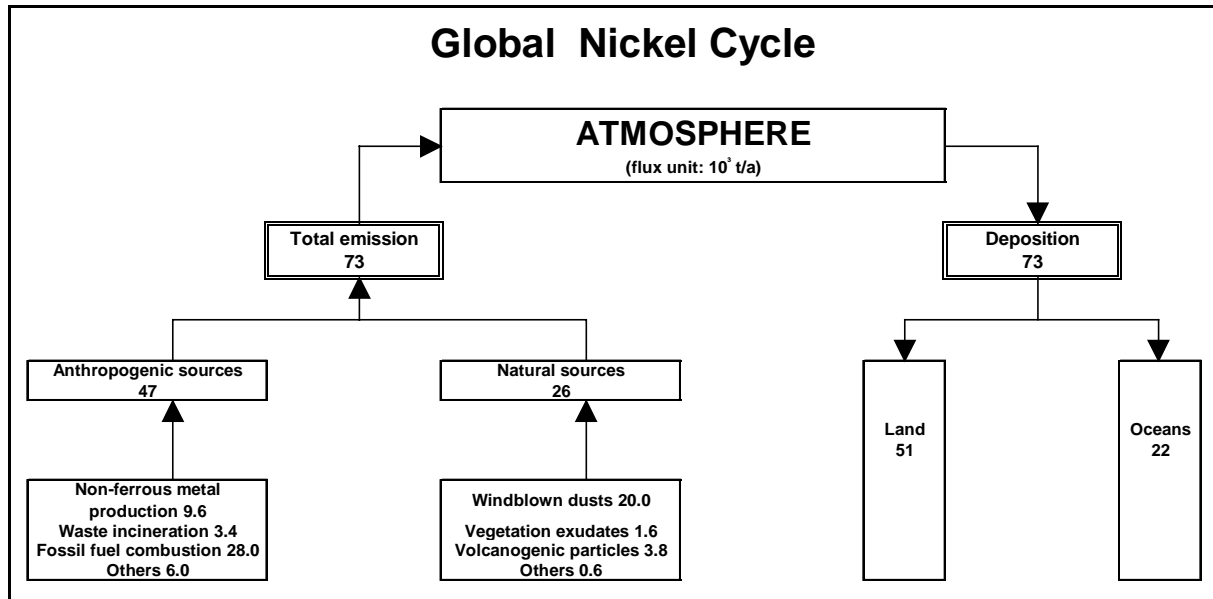 Global Nickel Cycle
ATMOSPHERE
(flux unit: 10³ t/a)
Total emission
73
Deposition
73
Anthropogenic sources
47
Natural sources
26
Land
51
Oceans
22
Non-ferrous metal
production 9.6
Waste incineration 3.4
Fossil fuel combustion 28.0
Others 6.0
Windblown dusts 20.0
Vegetation exudates 1.6
Volcanogenic particles 3.8
Others 0.6